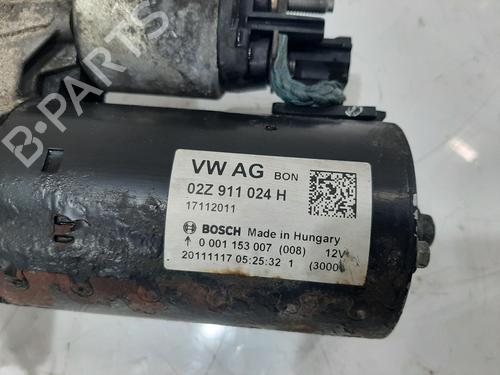 B-PARTS
VW AG BON
02Z 911 024 H
17112011
BOSCH Made in Hungary
0 001 153 007 (008) 12V
20111117 05:25:32 1 (3000)